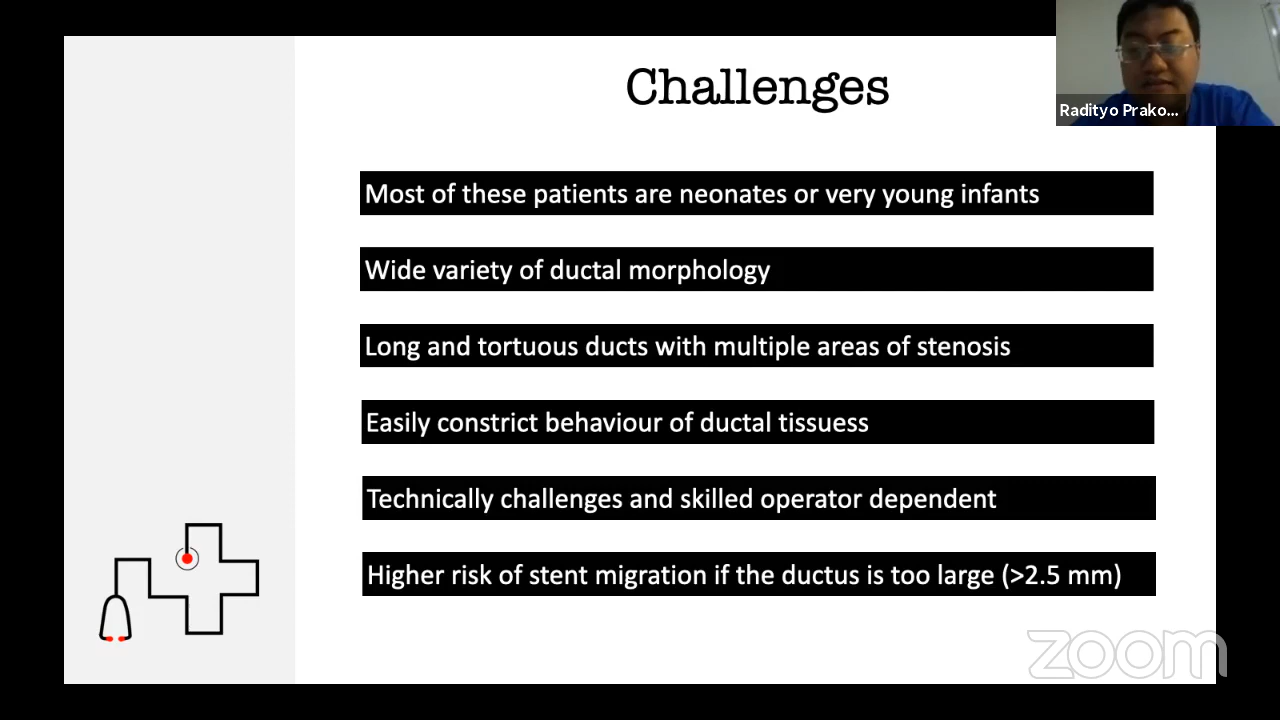 Challenges
Radityo Prako...
Most of these patients are neonates or very young infants
Wide variety of ductal morphology
Long and tortuous ducts with multiple areas of stenosis
Easily constrict behaviour of ductal tissuess
Technically challenges and skilled operator dependent
Higher risk of stent migration if the ductus is too large (>2.5 mm)
zoom